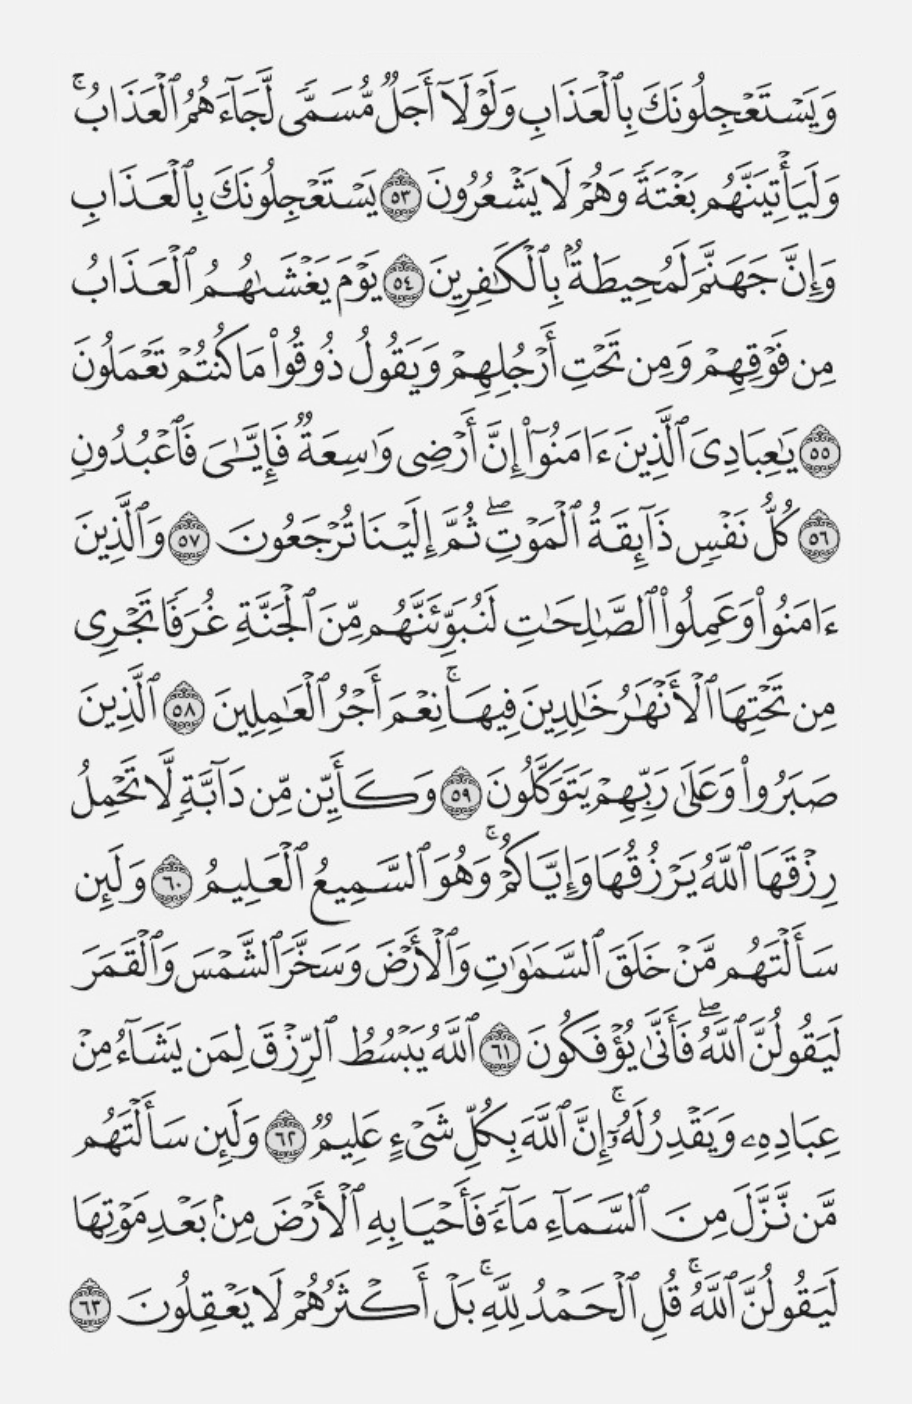 وَيَسْتَعْجِلُونَكَ بِٱلْعَذَابِ وَلَوْلَآ أَجَلٌ مُّسَمًّى لَّجَآءَهُمُ ٱلْعَذَابُ ۚ
وَلَيَأْتِيَنَّهُم بَغْتَةً وَهُمْ لَا يَشْعُرُونَ ٥٣ يَسْتَعْجِلُونَكَ بِٱلْعَذَابِ
وَإِنَّ جَهَنَّمَ لَمُحِيطَةٌۢ بِٱلْكَٰفِرِينَ ٥٤ يَوْمَ يَغْشَىٰهُمُ ٱلْعَذَابُ
مِن فَوْقِهِمْ وَمِن تَحْتِ أَرْجُلِهِمْ وَيَقُولُ ذُوقُوا۟ مَا كُنتُمْ تَعْمَلُونَ
٥٥ يَٰعِبَادِىَ ٱلَّذِينَ ءَامَنُوٓا۟ إِنَّ أَرْضِى وَٰسِعَةٌ فَإِيَّٰىَ فَٱعْبُدُونِ
٥٦ كُلُّ نَفْسٍ ذَآئِقَةُ ٱلْمَوْتِ ۖ ثُمَّ إِلَيْنَا تُرْجَعُونَ ٥٧ وَٱلَّذِينَ
ءَامَنُوا۟ وَعَمِلُوا۟ ٱلصَّٰلِحَٰتِ لَنُبَوِّئَنَّهُم مِّنَ ٱلْجَنَّةِ غُرَفًا تَجْرِى
مِن تَحْتِهَا ٱلْأَنْهَٰرُ خَٰلِدِينَ فِيهَا ۚ نِعْمَ أَجْرُ ٱلْعَٰمِلِينَ ٥٨ ٱلَّذِينَ
صَبَرُوا۟ وَعَلَىٰ رَبِّهِمْ يَتَوَكَّلُونَ ٥٩ وَكَأَيِّن مِّن دَآبَّةٍ لَّا تَحْمِلُ
رِزْقَهَا ٱللَّهُ يَرْزُقُهَا وَإِيَّاكُمْ ۚ وَهُوَ ٱلسَّمِيعُ ٱلْعَلِيمُ ٦٠ وَلَئِن
سَأَلْتَهُم مَّنْ خَلَقَ ٱلسَّمَٰوَٰتِ وَٱلْأَرْضَ وَسَخَّرَ ٱلشَّمْسَ وَٱلْقَمَرَ
لَيَقُولُنَّ ٱللَّهُ ۖ فَأَنَّىٰ يُؤْفَكُونَ ٦١ ٱللَّهُ يَبْسُطُ ٱلرِّزْقَ لِمَن يَشَآءُ مِنْ
عِبَادِهِۦ وَيَقْدِرُ لَهُۥٓ ۚ إِنَّ ٱللَّهَ بِكُلِّ شَىْءٍ عَلِيمٌ ٦٢ وَلَئِن سَأَلْتَهُم
مَّن نَّزَّلَ مِنَ ٱلسَّمَآءِ مَآءً فَأَحْيَا بِهِ ٱلْأَرْضَ مِنۢ بَعْدِ مَوْتِهَا
لَيَقُولُنَّ ٱللَّهُ ۚ قُلِ ٱلْحَمْدُ لِلَّهِ ۚ بَلْ أَكْثَرُهُمْ لَا يَعْقِلُونَ ٦٣